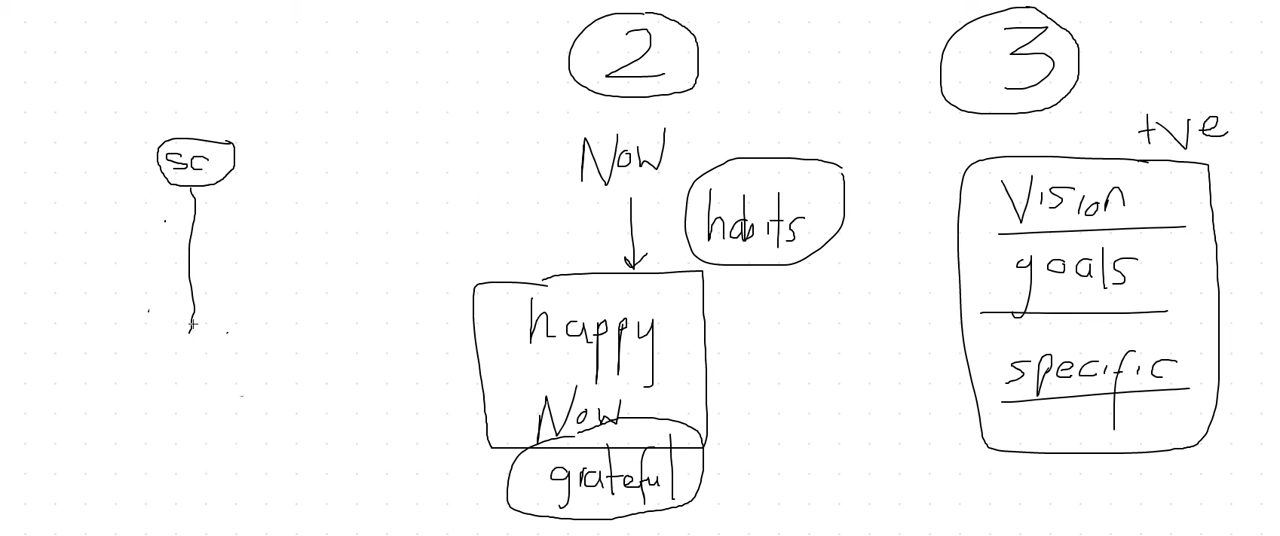 2
3
+ve
sc
Now
habits
Vision
goals
specific
happy
Now
grateful